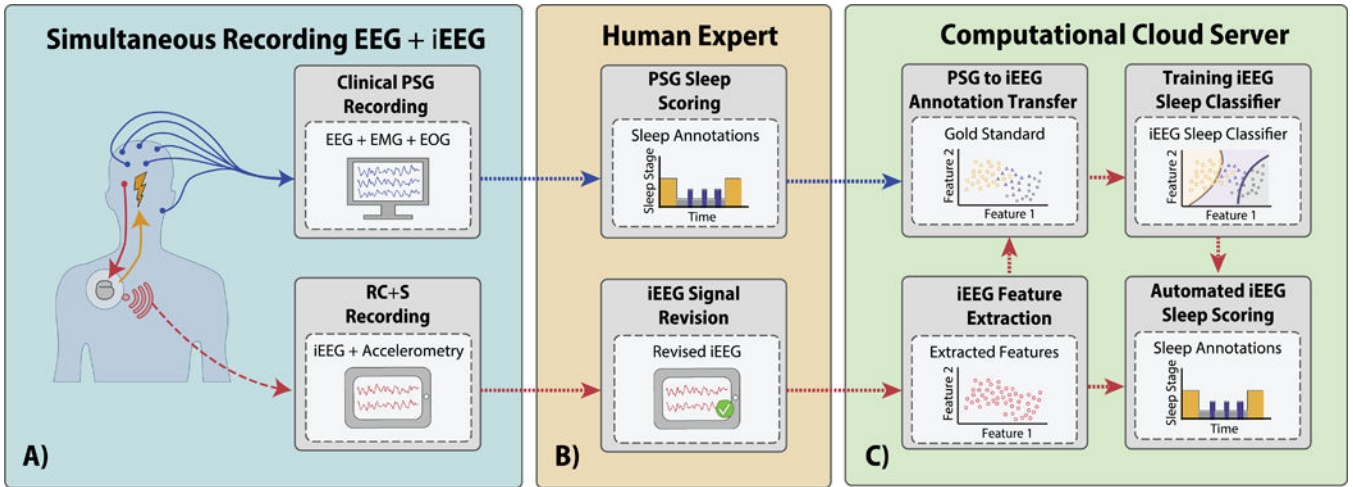 Simultaneous Recording EEG + iEEG
Clinical PSG
Recording
EEG + EMG + EOG
RC+S
Recording
iEEG + Accelerometry
A)
Human Expert
PSG Sleep
Scoring
Sleep Annotations
Sleep Stage
Time
iEEG Signal
Revision
Revised iEEG
B)
Computational Cloud Server
PSG to iEEG
Annotation Transfer
Gold Standard
Feature 2
Feature 1
Training iEEG
Sleep Classifier
iEEG Sleep Classifier
Feature 2
Feature 1
iEEG Feature
Extraction
Extracted Features
Feature 2
Feature 1
Automated iEEG
Sleep Scoring
Sleep Annotations
Sleep Stage
Time
C)